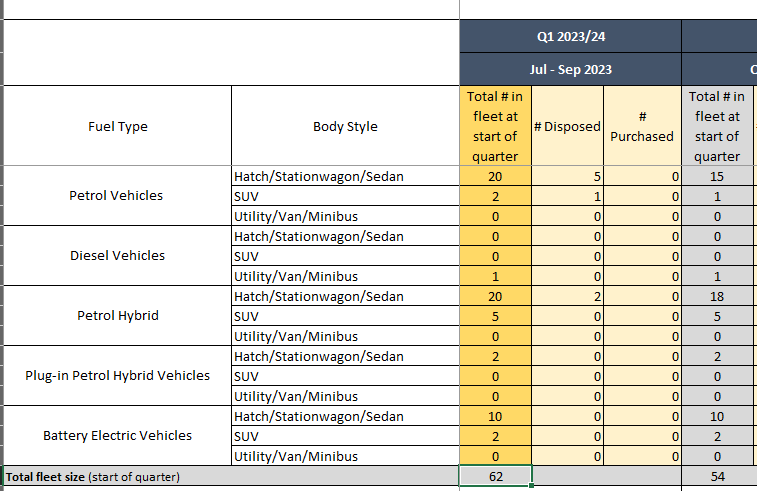 Q1 2023/24
Jul - Sep 2023
Fuel Type Body Style Total # in fleet at start of quarter # Disposed # Purchased Total # in fleet at start of quarter
Petrol Vehicles
Hatch/Stationwagon/Sedan 20 5 0 15
SUV 2 1 0 1
Utility/Van/Minibus 0 0 0 0
Diesel Vehicles
Hatch/Stationwagon/Sedan 0 0 0 0
SUV 0 0 0 0
Utility/Van/Minibus 1 0 0 1
Petrol Hybrid
Hatch/Stationwagon/Sedan 20 2 0 18
SUV 5 0 0 5
Utility/Van/Minibus 0 0 0 0
Plug-in Petrol Hybrid Vehicles
Hatch/Stationwagon/Sedan 2 0 0 2
SUV 0 0 0 0
Utility/Van/Minibus 0 0 0 0
Battery Electric Vehicles
Hatch/Stationwagon/Sedan 10 0 0 10
SUV 2 0 0 2
Utility/Van/Minibus 0 0 0 0
Total fleet size (start of quarter) 62 54